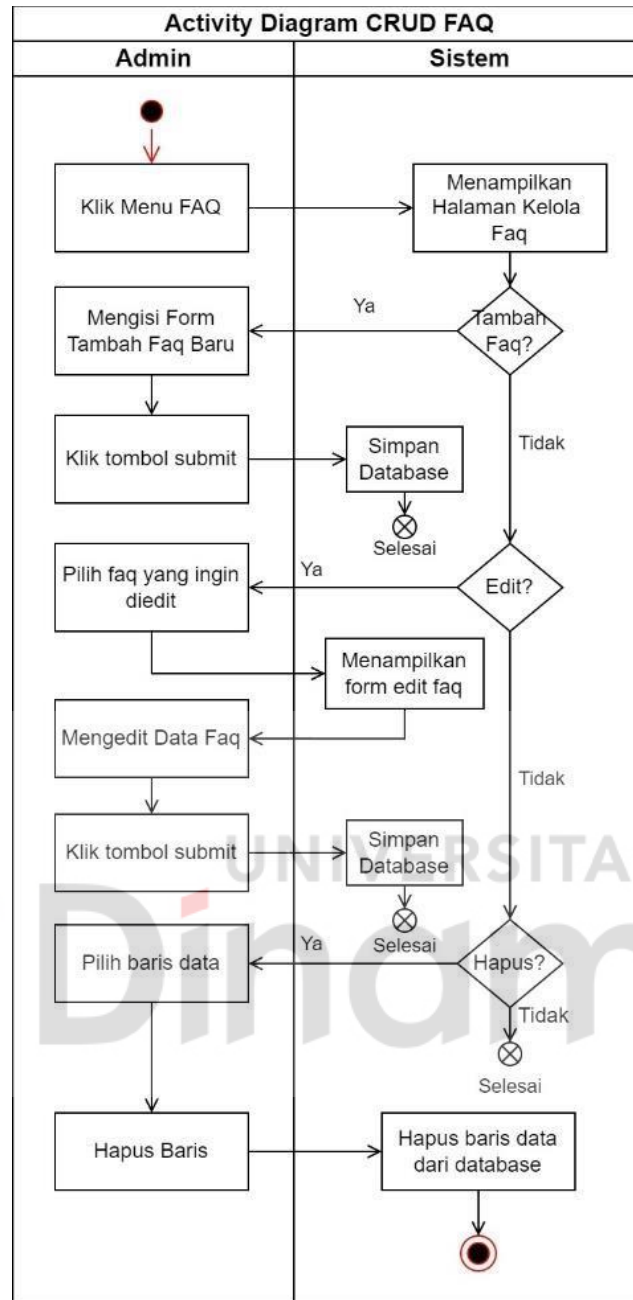 Activity Diagram CRUD FAQ
Admin
Sistem
Klik Menu FAQ
Menampilkan
Halaman Kelola
Faq
Mengisi Form
Tambah Faq Baru
Ya
Tambah
Faq?
Klik tombol submit
Simpan
Database
Tidak
Selesai
Pilih faq yang ingin
diedit
Ya
Edit?
Menampilkan
form edit faq
Mengedit Data Faq
Tidak
Klik tombol submit
Simpan
Database
UNIVERSITA
Dinam
Selesai
Pilih baris data
Ya
Hapus?
Tidak
Selesai
Hapus Baris
Hapus baris data
dari database